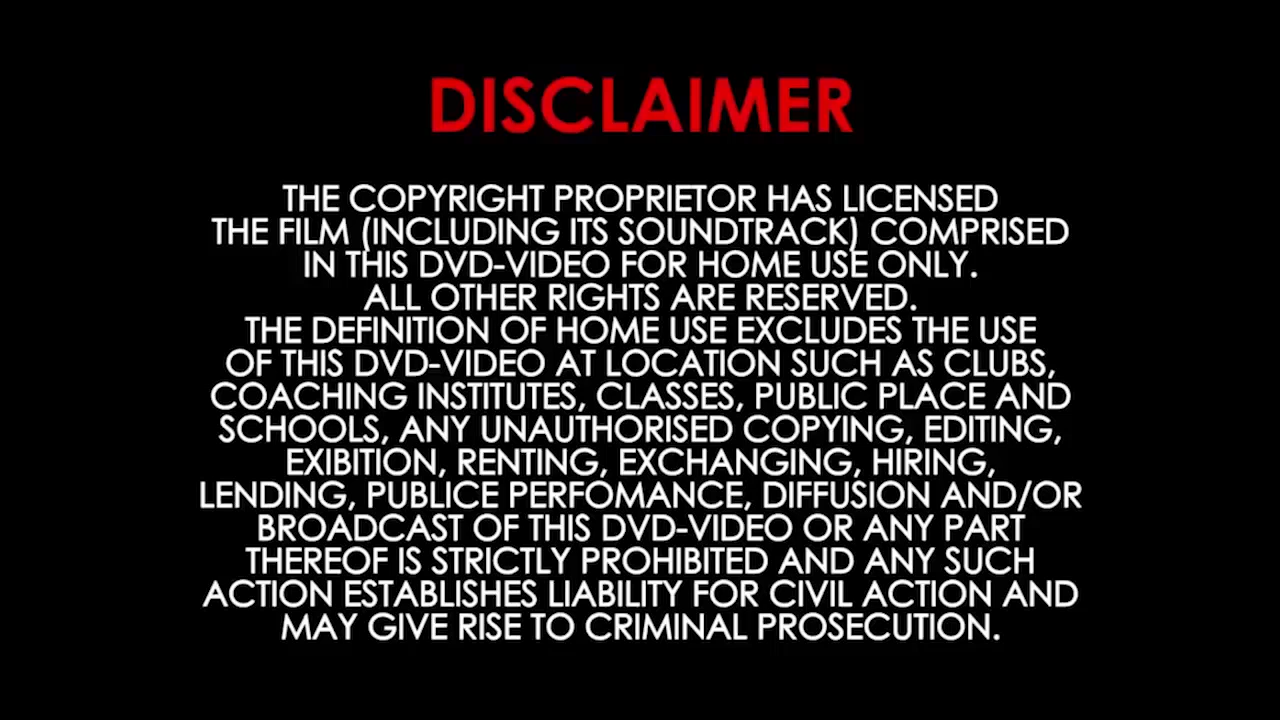 DISCLAIMER
THE COPYRIGHT PROPRIETOR HAS LICENSED
THE FILM (INCLUDING ITS SOUNDTRACK) COMPRISED
IN THIS DVD-VIDEO FOR HOME USE ONLY.
ALL OTHER RIGHTS ARE RESERVED.
THE DEFINITION OF HOME USE EXCLUDES THE USE
OF THIS DVD-VIDEO AT LOCATION SUCH AS CLUBS,
COACHING INSTITUTES, CLASSES, PUBLIC PLACE AND
SCHOOLS, ANY UNAUTHORISED COPYING, EDITING,
EXIBITION, RENTING, EXCHANGING, HIRING,
LENDING, PUBLICE PERFOMANCE, DIFFUSION AND/OR
BROADCAST OF THIS DVD-VIDEO OR ANY PART
THEREOF IS STRICTLY PROHIBITED AND ANY SUCH
ACTION ESTABLISHES LIABILITY FOR CIVIL ACTION AND
MAY GIVE RISE TO CRIMINAL PROSECUTION.